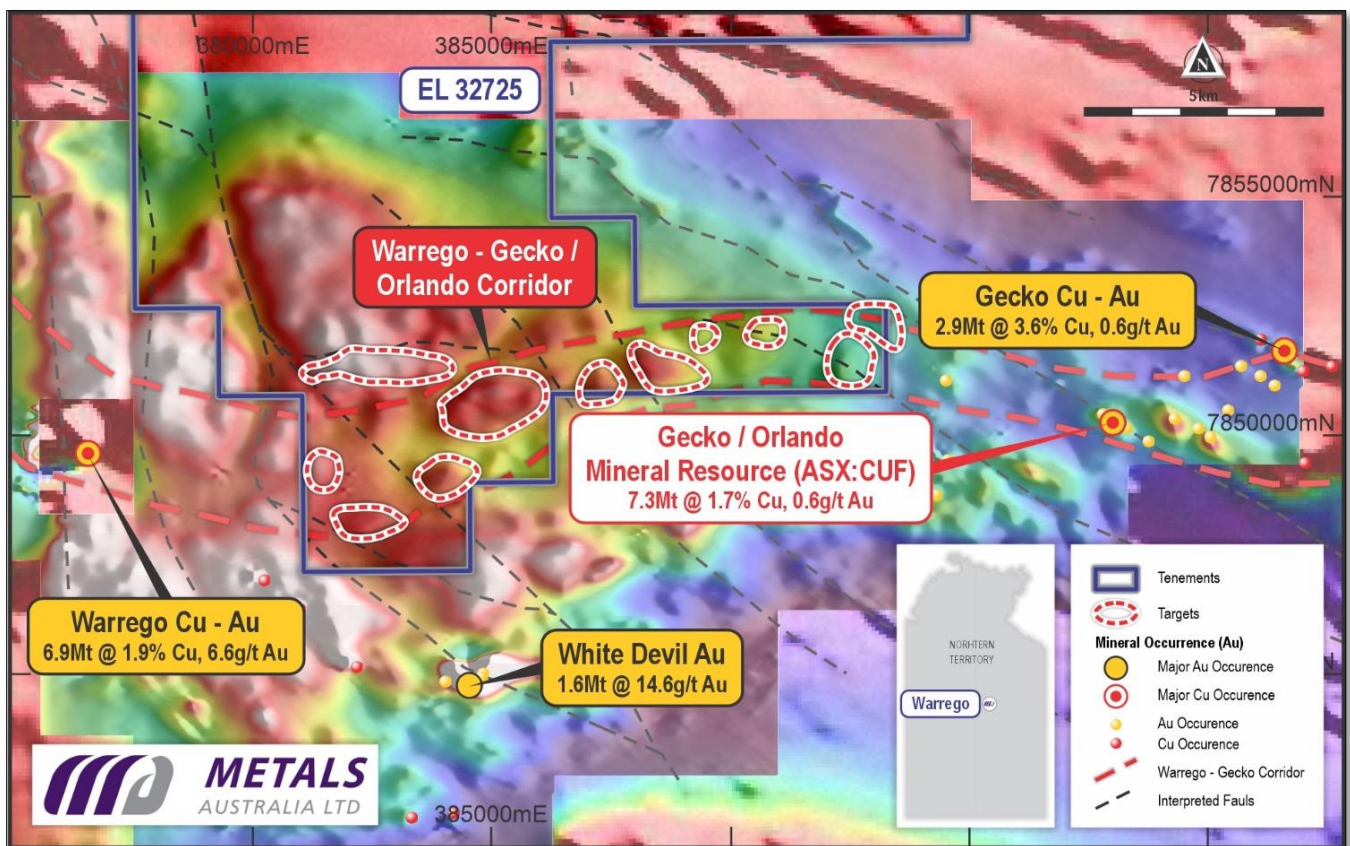 380000mE
385000mE
EL 32725
N
5km
7855000mN
Warrego - Gecko /
Orlando Corridor
Gecko Cu - Au
2.9Mt @ 3.6% Cu, 0.6g/t Au
7850000mN
Gecko / Orlando
Mineral Resource (ASX:CUF)
7.3Mt @ 1.7% Cu, 0.6g/t Au
Warrego Cu - Au
6.9Mt @ 1.9% Cu, 6.6g/t Au
White Devil Au
1.6Mt @ 14.6g/t Au
NORHTERN
TERRITORY
Warrego
Tenements
Targets
Mineral Occurrence (Au)
Major Au Occurence
Major Cu Occurence
Au Occurence
Cu Occurence
Warrego - Gecko Corridor
Interpreted Fauls
METALS
AUSTRALIA LTD
385000mE